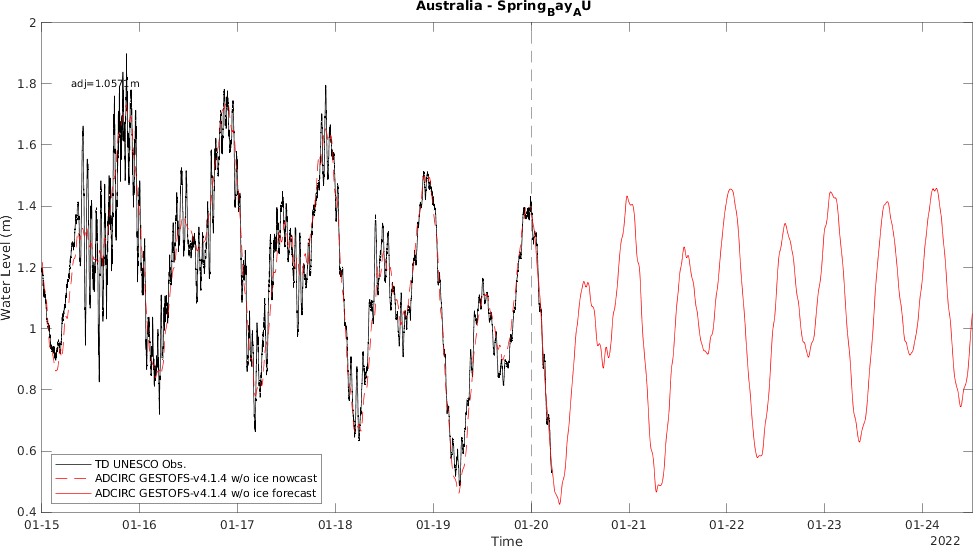 Australia - Spring_Bay_AU
2
1.8
1.6
1.4
1.2
1
0.8
0.6
0.4
Water Level (m)
adj=1.0571m
TD UNESCO Obs.
ADCIRC GESTOFS-v4.1.4 w/o ice nowcast
ADCIRC GESTOFS-v4.1.4 w/o ice forecast
01-15 01-16 01-17 01-18 01-19 01-20 01-21 01-22 01-23 01-24
Time
2022